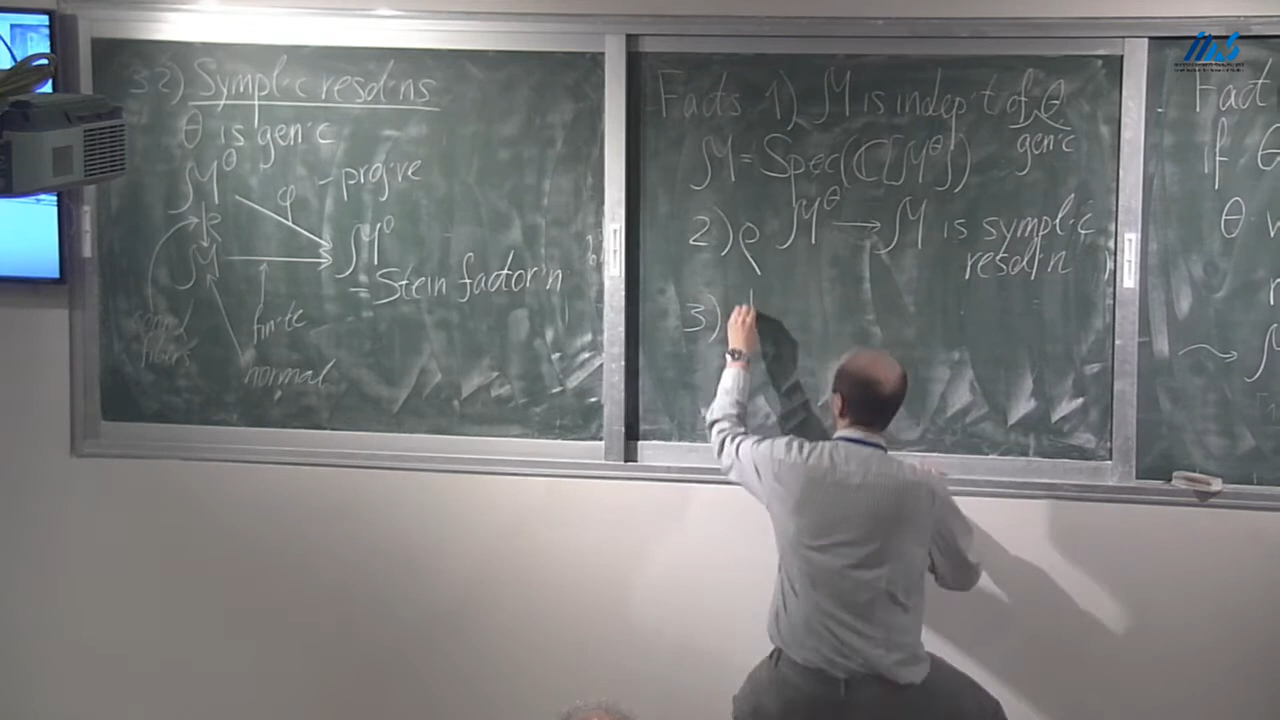 3.2) Sympl·c resol·ns
θ is gen·c
M^θ
φ - proj·ve
ρ
M
M^0
- Stein factor'n
finite
conn'd
fibers
normal
Facts 1) M is indep't of θ
gen·c
M = Spec(ℂ[M^θ])
2) ρ M^θ → M is sympl·c
resol'n
3)
Fact
if
θ
IMS